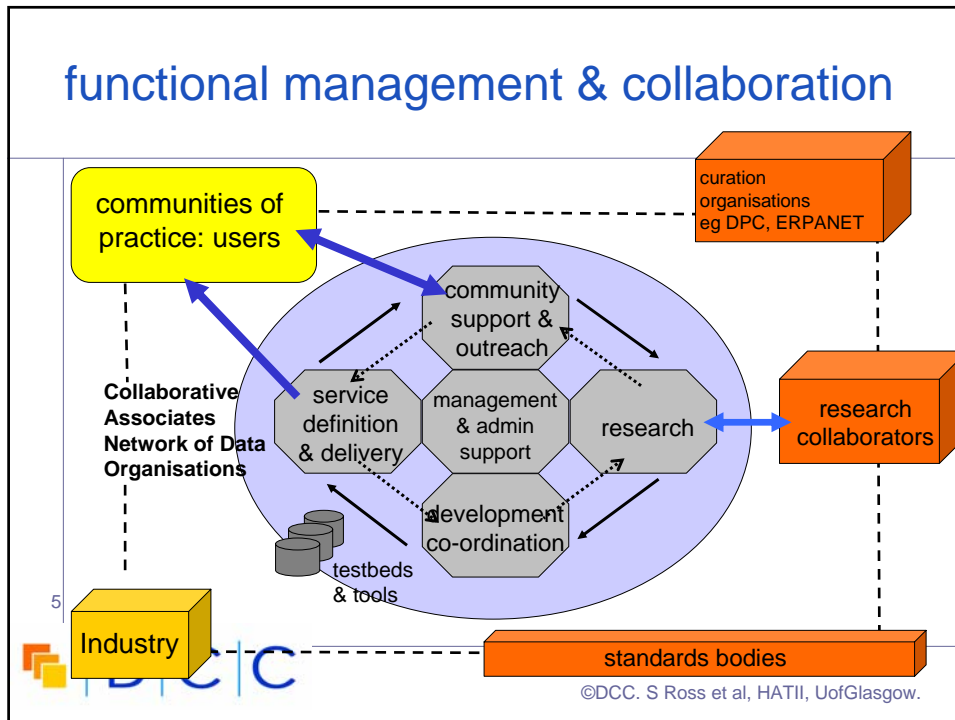 functional management & collaboration
communities of
practice: users
curation
organisations
eg DPC, ERPANET
community
support &
outreach
Collaborative
Associates
Network of Data
Organisations
service
definition
& delivery
management
& admin
support
research
research
collaborators
development
co-ordination
testbeds
& tools
5
Industry
D|C|C
standards bodies
©DCC. S Ross et al, HATII, UofGlasgow.